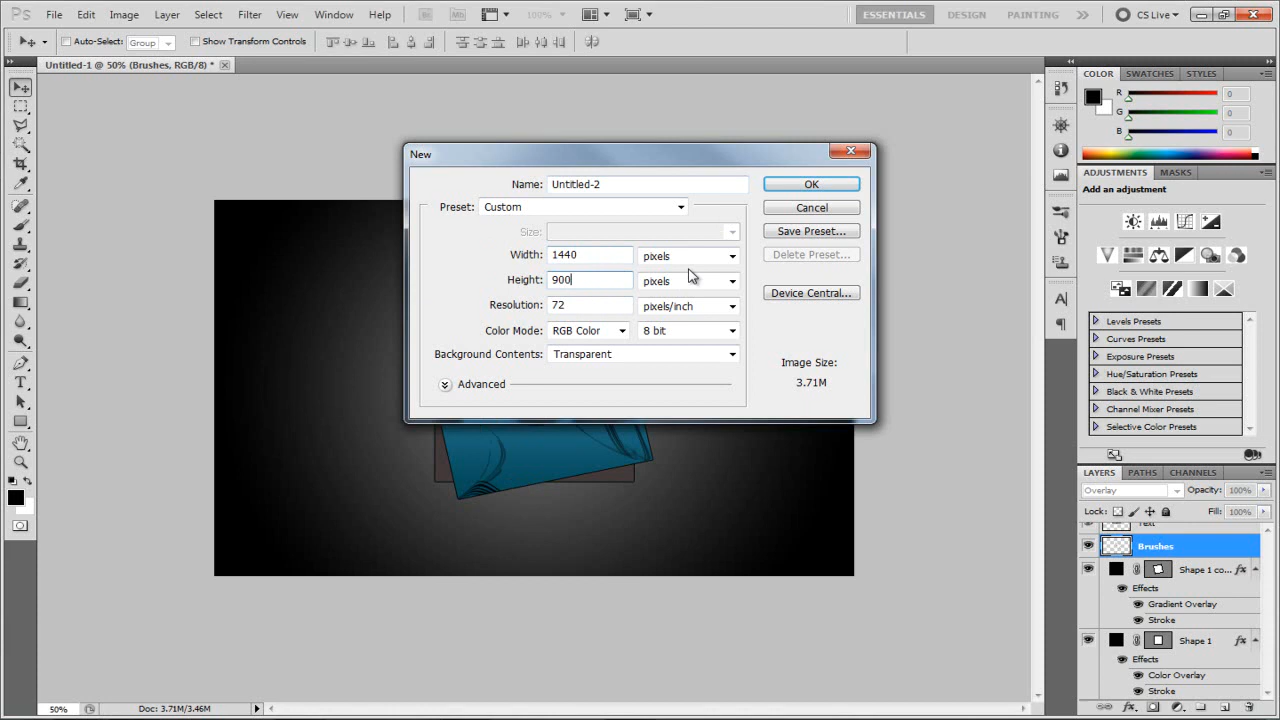 Ps File Edit Image Layer Select Filter View Window Help Br Mb 100% ESSENTIALS DESIGN PAINTING CS Live
Auto-Select: Group Show Transform Controls
Untitled-1 @ 50% (Brushes, RGB/8) *
New
Name: Untitled-2
Preset: Custom
Size:
Width: 1440 pixels
Height: 900 pixels
Resolution: 72 pixels/inch
Color Mode: RGB Color 8 bit
Background Contents: Transparent
Advanced
OK
Cancel
Save Preset...
Delete Preset...
Device Central...
Image Size:
3.71M
COLOR SWATCHES STYLES
R 0
G 0
B 0
ADJUSTMENTS MASKS
Add an adjustment
Levels Presets
Curves Presets
Exposure Presets
Hue/Saturation Presets
Black & White Presets
Channel Mixer Presets
Selective Color Presets
LAYERS PATHS CHANNELS
Overlay Opacity: 100%
Lock: Fill: 100%
Text
Brushes
Shape 1 co... fx
Effects
Gradient Overlay
Stroke
Shape 1 fx
Effects
Color Overlay
Stroke
50% Doc: 3.71M/3.46M